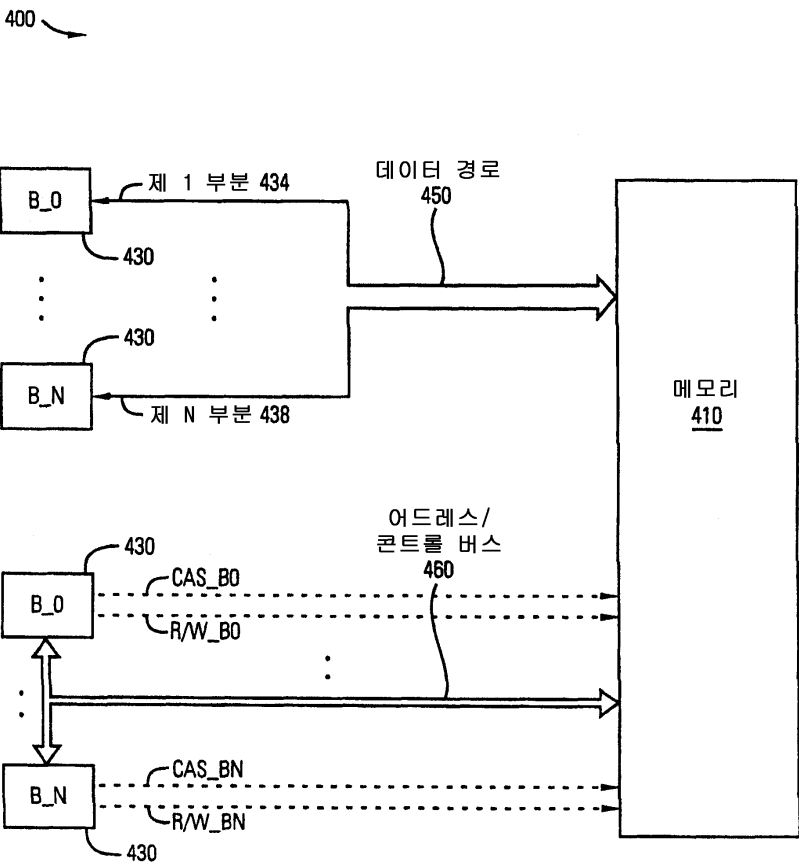 400
데이터 경로
450
제 1 부분 434
B_0
430
430
B_N
제 N 부분 438
메모리
410
어드레스/
콘트롤 버스
460
430
CAS_B0
B_0
R/W_B0
CAS_BN
B_N
R/W_BN
430